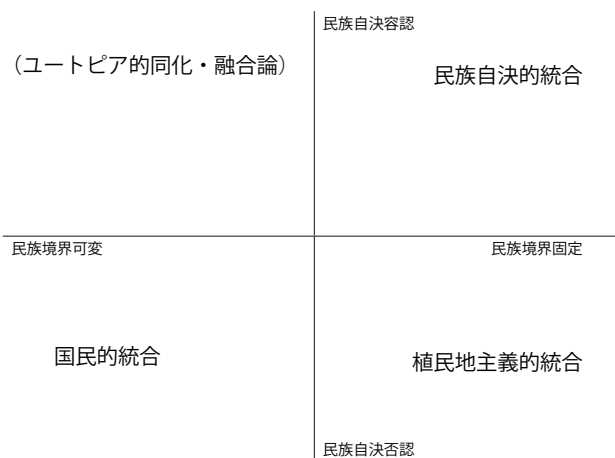 民族自決容認
（ユートピア的同化・融合論）
民族自決的統合
民族境界可変
民族境界固定
国民的統合
植民地主義的統合
民族自決否認